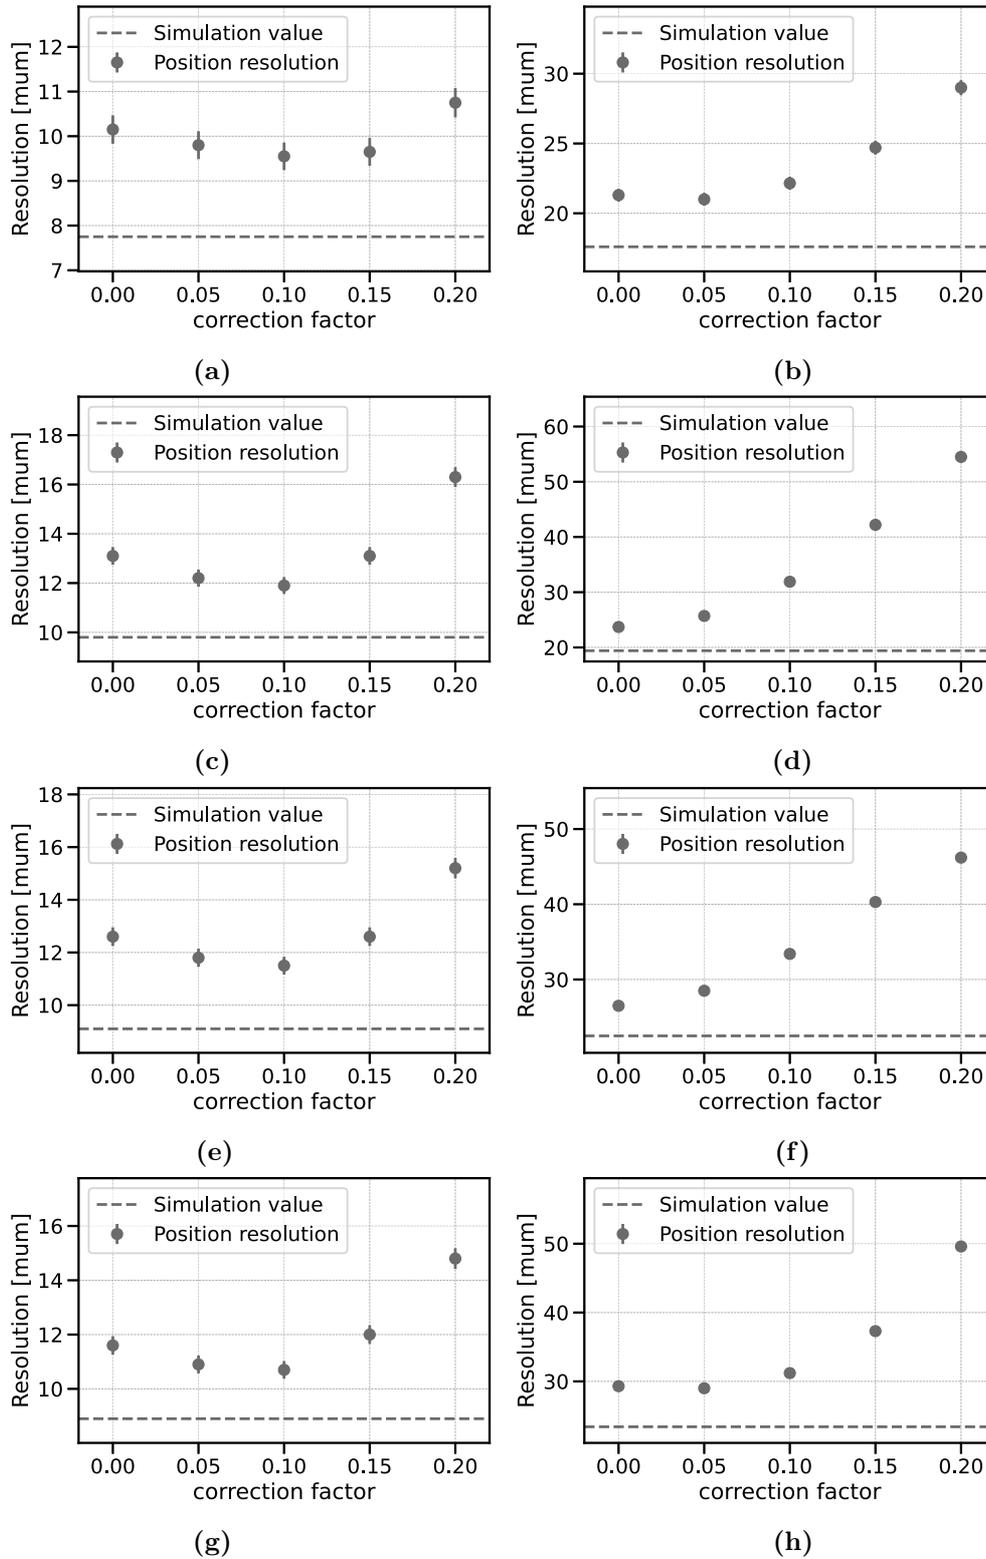 Simulation value
Position resolution
Resolution [mum]
12
11
10
9
8
7
0.00 0.05 0.10 0.15 0.20
correction factor
(a)
Simulation value
Position resolution
Resolution [mum]
30
25
20
0.00 0.05 0.10 0.15 0.20
correction factor
(b)
Simulation value
Position resolution
Resolution [mum]
18
16
14
12
10
0.00 0.05 0.10 0.15 0.20
correction factor
(c)
Simulation value
Position resolution
Resolution [mum]
60
50
40
30
20
0.00 0.05 0.10 0.15 0.20
correction factor
(d)
Simulation value
Position resolution
Resolution [mum]
18
16
14
12
10
0.00 0.05 0.10 0.15 0.20
correction factor
(e)
Simulation value
Position resolution
Resolution [mum]
50
40
30
0.00 0.05 0.10 0.15 0.20
correction factor
(f)
Simulation value
Position resolution
Resolution [mum]
16
14
12
10
0.00 0.05 0.10 0.15 0.20
correction factor
(g)
Simulation value
Position resolution
Resolution [mum]
50
40
30
0.00 0.05 0.10 0.15 0.20
correction factor
(h)